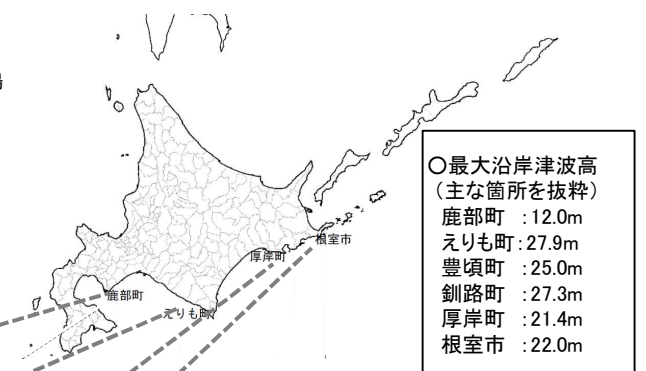 〇最大沿岸津波高
(主な箇所を抜粋)
鹿部町 :12.0m
えりも町:27.9m
豊頃町 :25.0m
釧路町 :27.3m
厚岸町 :21.4m
根室市 :22.0m
根室市
厚岸町
鹿部町
えりも町